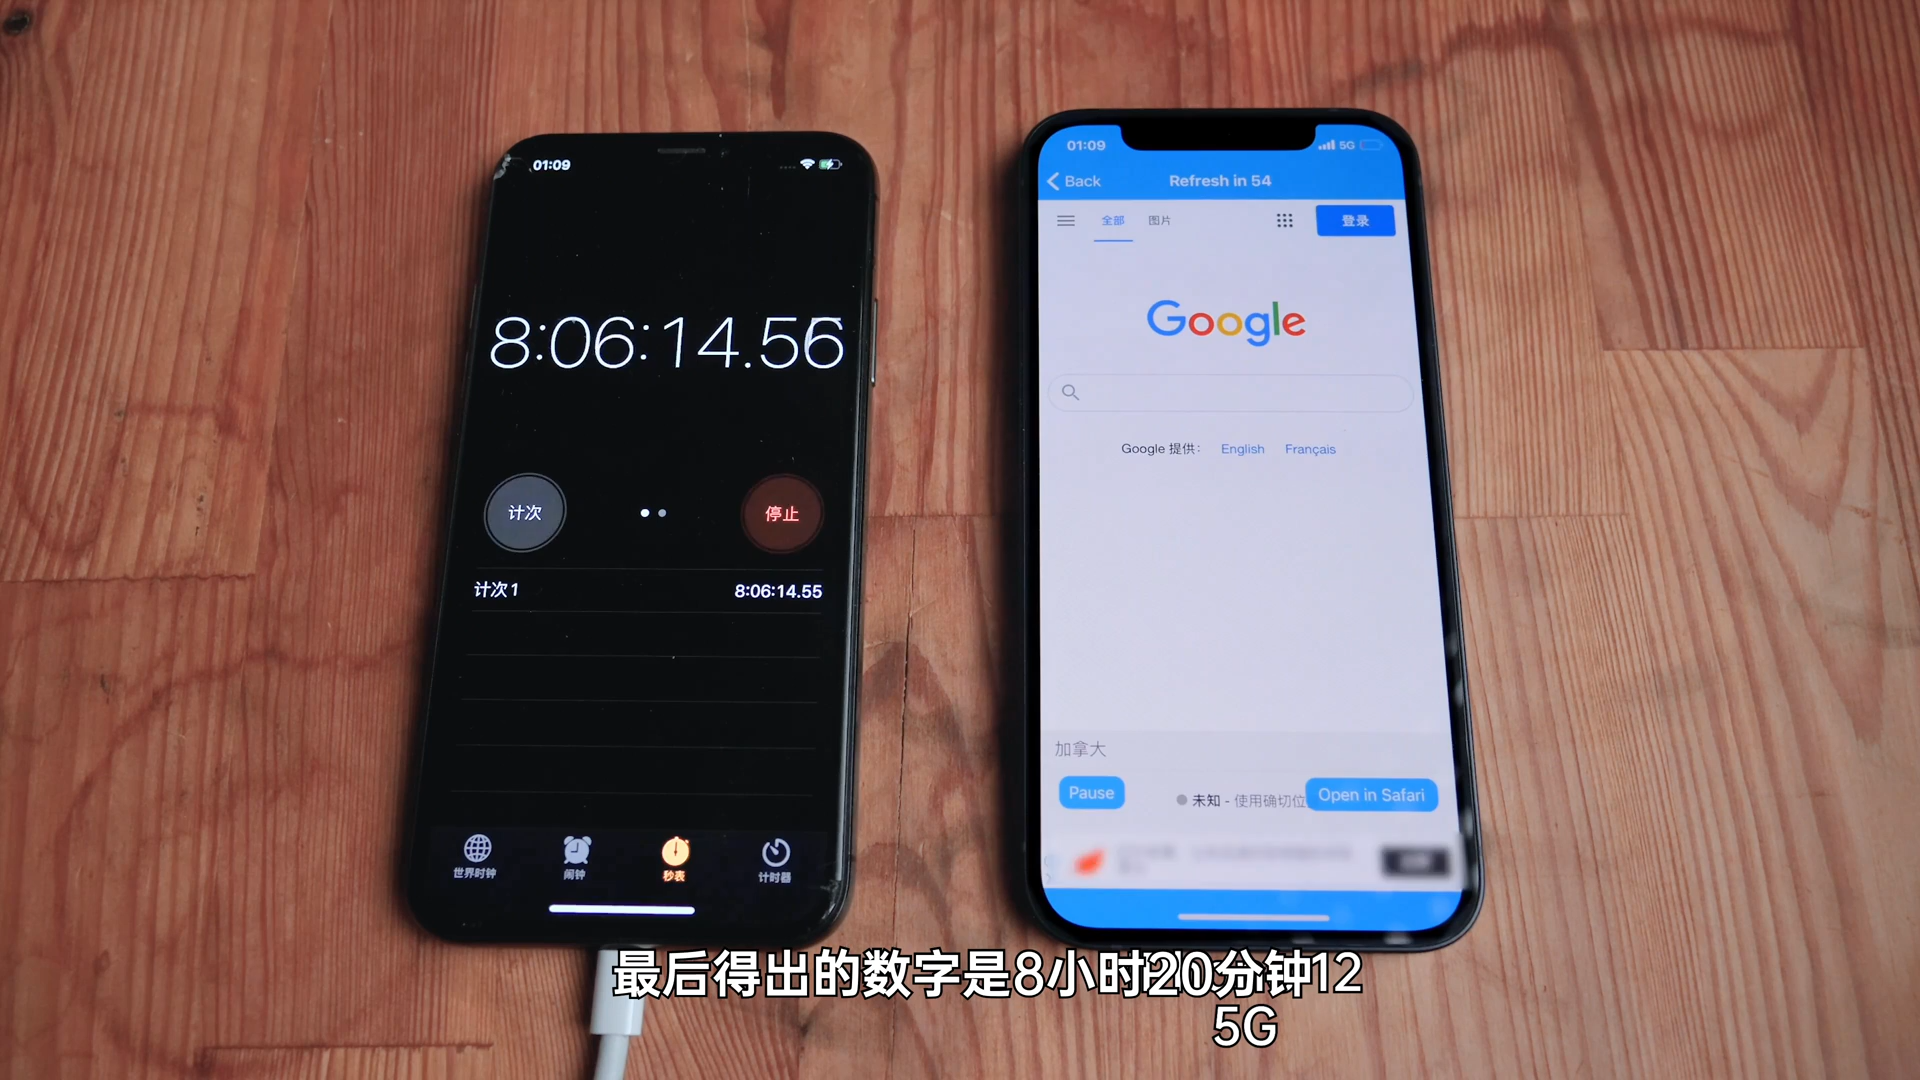 01:09
8:06:14.56
计次
停止
计次 1
8:06:14.55
世界时钟
闹钟
秒表
计时器
01:09
5G
Back
Refresh in 54
全部
图片
登录
Google
Google 提供：
English
Français
加拿大
Pause
未知 - 使用确切位
Open in Safari
最后得出的数字是8小时20分钟
12
5G